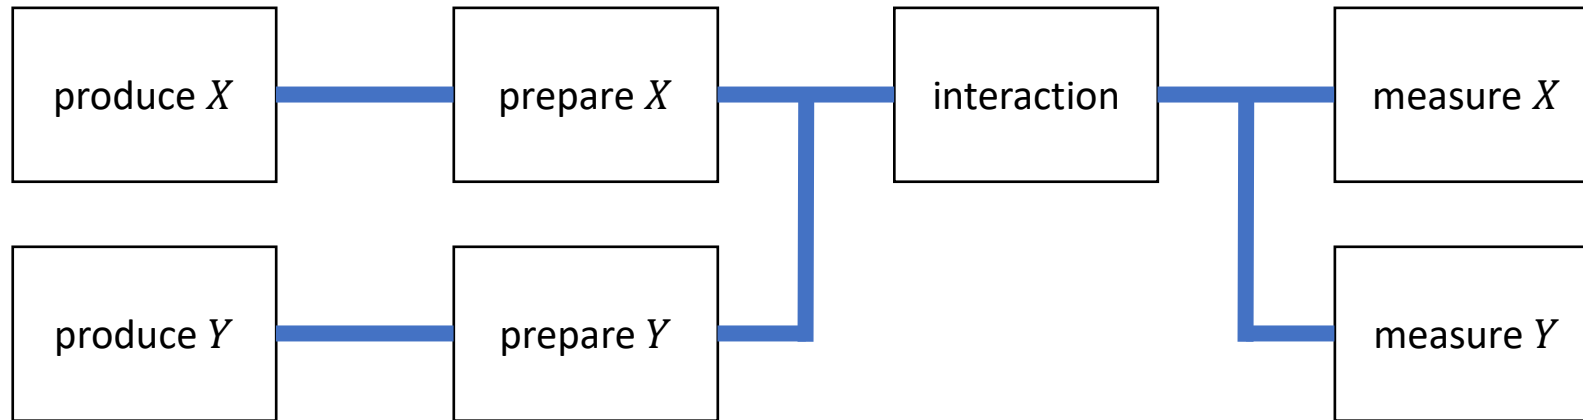 produce X
prepare X
interaction
measure X
produce Y
prepare Y
measure Y